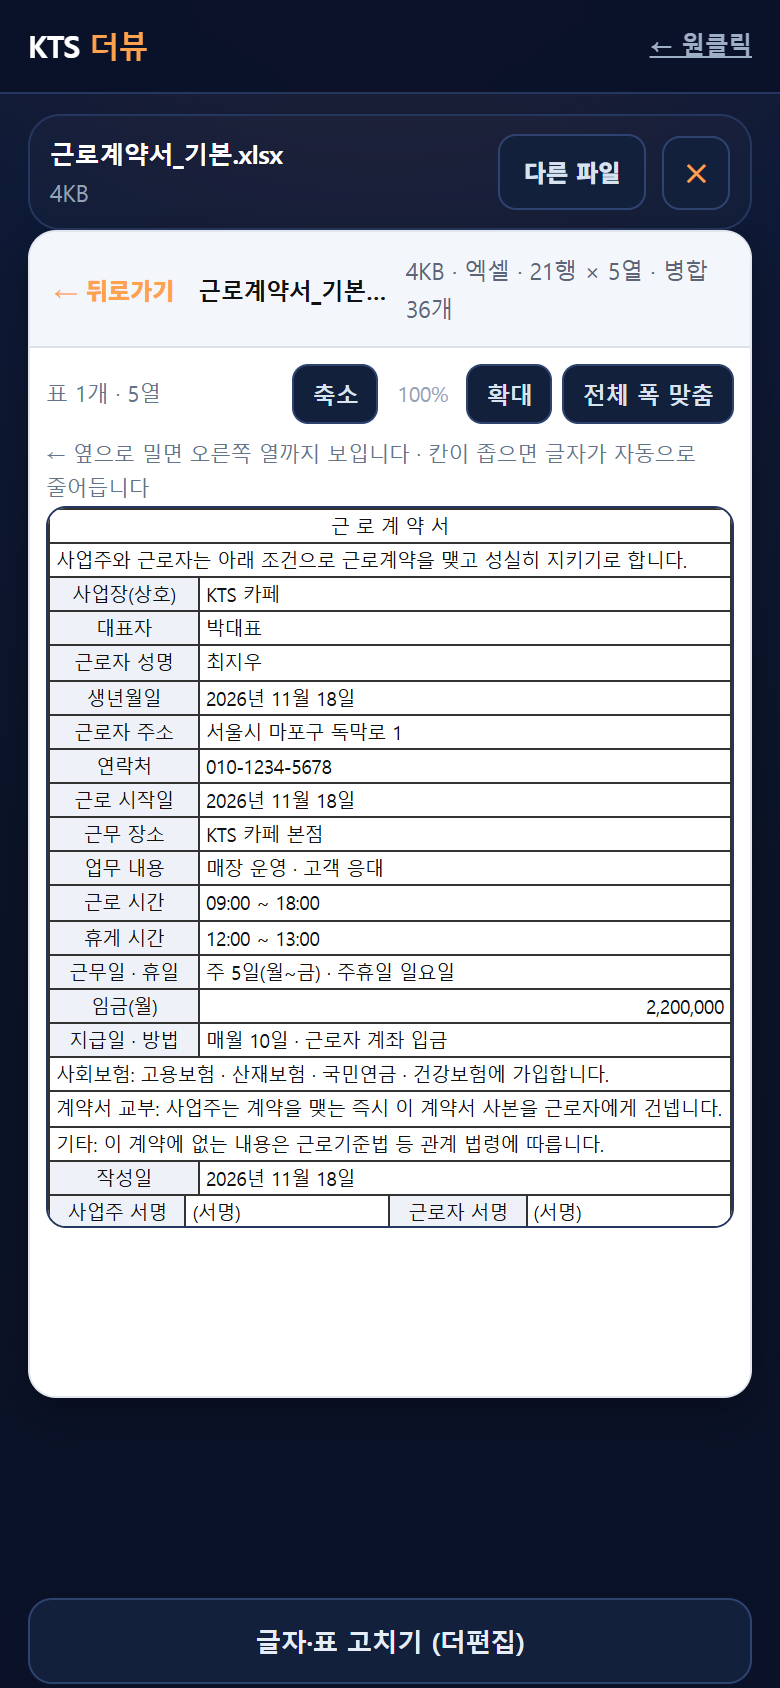 KTS 더뷰
← 원클릭
근로계약서_기본.xlsx
4KB
다른 파일
×
← 뒤로가기
근로계약서_기본...
4KB · 엑셀 · 21행 × 5열 · 병합
36개
표 1개 · 5열
축소
100%
확대
전체 폭 맞춤
← 옆으로 밀면 오른쪽 열까지 보입니다 · 칸이 좁으면 글자가 자동으로
줄어듭니다
근 로 계 약 서
사업주와 근로자는 아래 조건으로 근로계약을 맺고 성실히 지키기로 합니다.
사업장(상호) KTS 카페
대표자 박대표
근로자 성명 최지우
생년월일 2026년 11월 18일
근로자 주소 서울시 마포구 독막로 1
연락처 010-1234-5678
근로 시작일 2026년 11월 18일
근무 장소 KTS 카페 본점
업무 내용 매장 운영 · 고객 응대
근로 시간 09:00 ~ 18:00
휴게 시간 12:00 ~ 13:00
근무일 · 휴일 주 5일(월~금) · 주휴일 일요일
임금(월) 2,200,000
지급일 · 방법 매월 10일 · 근로자 계좌 입금
사회보험: 고용보험 · 산재보험 · 국민연금 · 건강보험에 가입합니다.
계약서 교부: 사업주는 계약을 맺는 즉시 이 계약서 사본을 근로자에게 건넵니다.
기타: 이 계약에 없는 내용은 근로기준법 등 관계 법령에 따릅니다.
작성일 2026년 11월 18일
사업주 서명 (서명) 근로자 서명 (서명)
글자·표 고치기 (더편집)